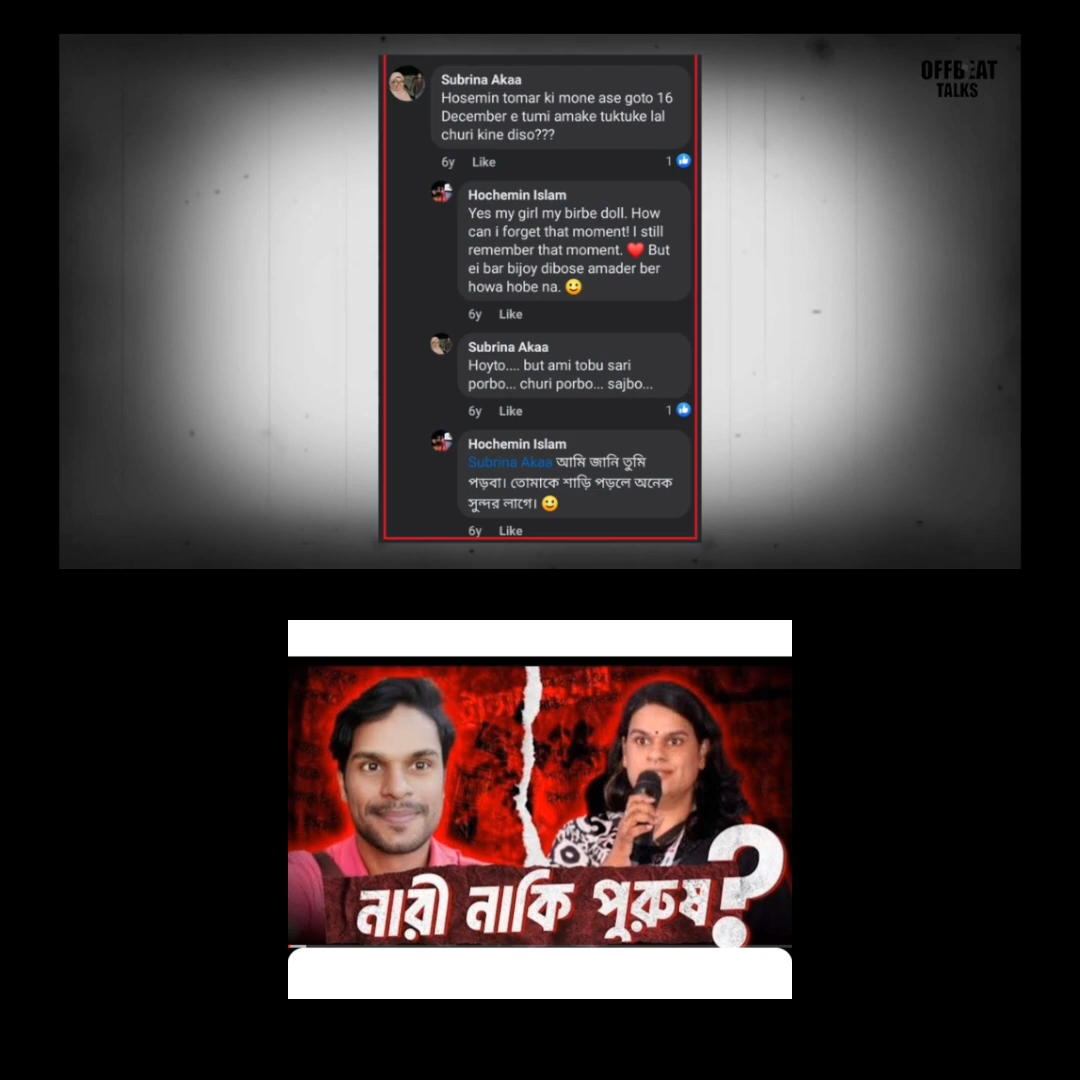 OFFBEAT
TALKS
Subrina Akaa
Hosemin tomar ki mone ase goto 16
December e tumi amake tuktuke lal
churi kine diso???
6y Like 1
Hochemin Islam
Yes my girl my birbe doll. How
can i forget that moment! I still
remember that moment. ❤️ But
ei bar bijoy dibose amader ber
howa hobe na. 🙂
6y Like
Subrina Akaa
Hoyto.... but ami tobu sari
porbo... churi porbo... sajbo...
6y Like 1
Hochemin Islam
Subrina Akaa আমি জানি তুমি
পড়বা। তোমাকে শাড়ি পড়লে অনেক
সুন্দর লাগে। 🙂
6y Like
নারী নাকি পুরুষ?